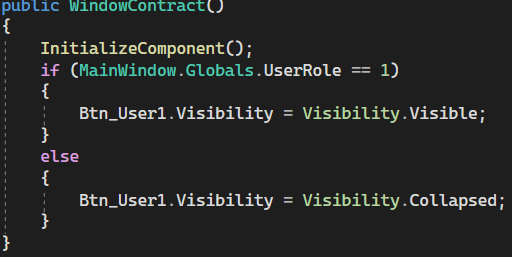 public WindowContract()
{
    InitializeComponent();
    if (MainWindow.Globals.UserRole == 1)
    {
        Btn_User1.Visibility = Visibility.Visible;
    }
    else
    {
        Btn_User1.Visibility = Visibility.Collapsed;
    }
}